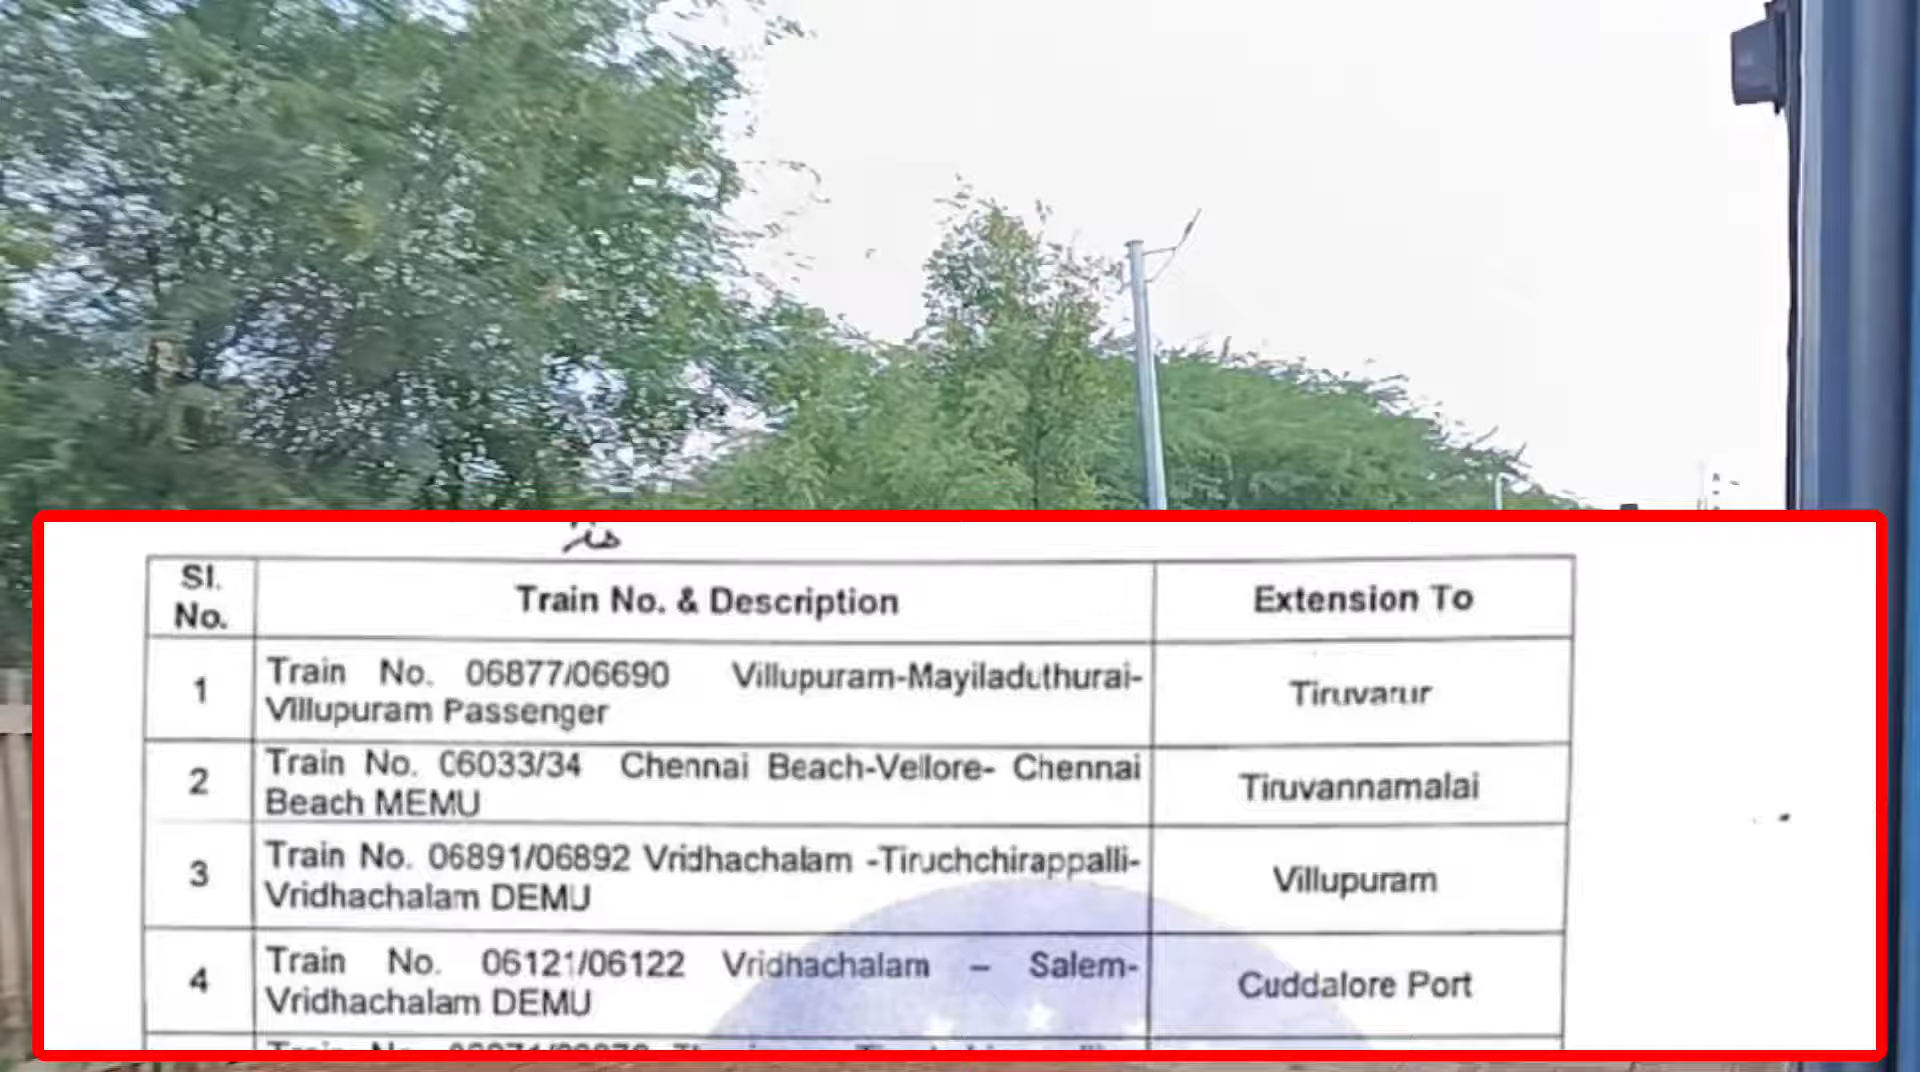 Sl. No.
Train No. & Description
Extension To
1
Train No. 06877/06690 Villupuram-Mayiladuthurai-
Villupuram Passenger
Tiruvarur
2
Train No. 06033/34 Chennai Beach-Vellore- Chennai
Beach MEMU
Tiruvannamalai
3
Train No. 06891/06892 Vridhachalam -Tiruchchirappalli-
Vridhachalam DEMU
Villupuram
4
Train No. 06121/06122 Vridhachalam – Salem-
Vridhachalam DEMU
Cuddalore Port